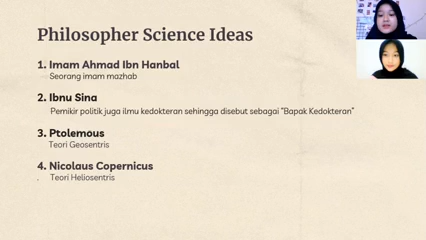 Philosopher Science Ideas
1. Imam Ahmad Ibn Hanbal
Seorang imam mazhab
2. Ibnu Sina
Pemikir politik juga ilmu kedokteran sehingga disebut sebagai “Bapak Kedokteran”
3. Ptolemous
Teori Geosentris
4. Nicolaus Copernicus
. Teori Heliosentris